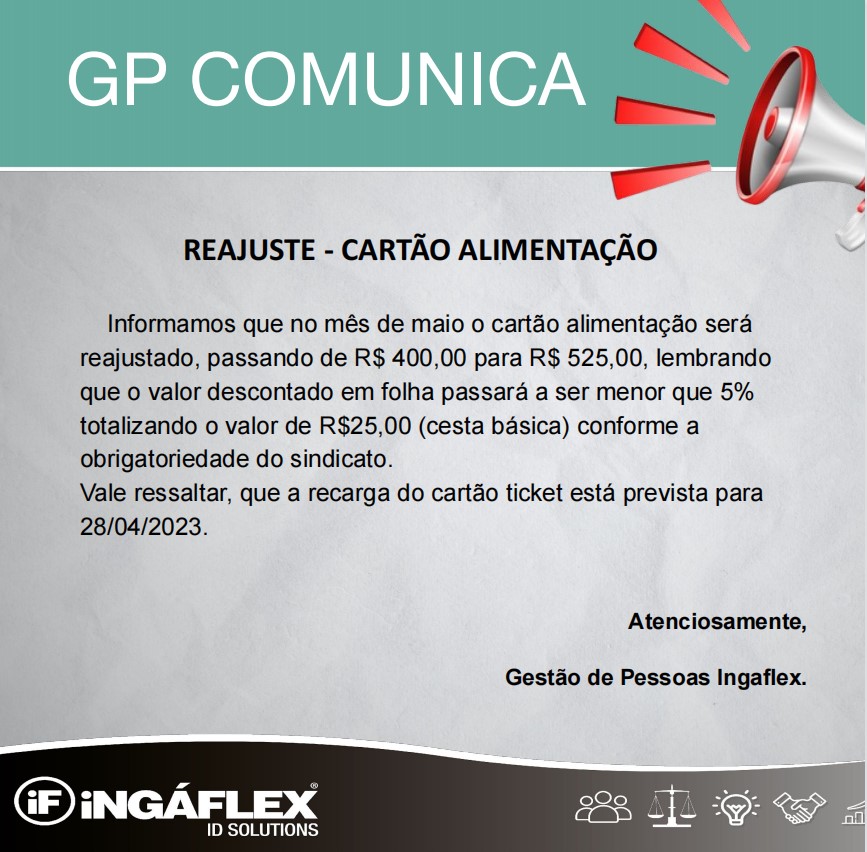 GP COMUNICA
REAJUSTE - CARTÃO ALIMENTAÇÃO
Informamos que no mês de maio o cartão alimentação será
reajustado, passando de R$ 400,00 para R$ 525,00, lembrando
que o valor descontado em folha passará a ser menor que 5%
totalizando o valor de R$25,00 (cesta básica) conforme a
obrigatoriedade do sindicato.
Vale ressaltar, que a recarga do cartão ticket está prevista para
28/04/2023.
Atenciosamente,
Gestão de Pessoas Ingaflex.
iF iNGÁFLEX®
ID SOLUTIONS